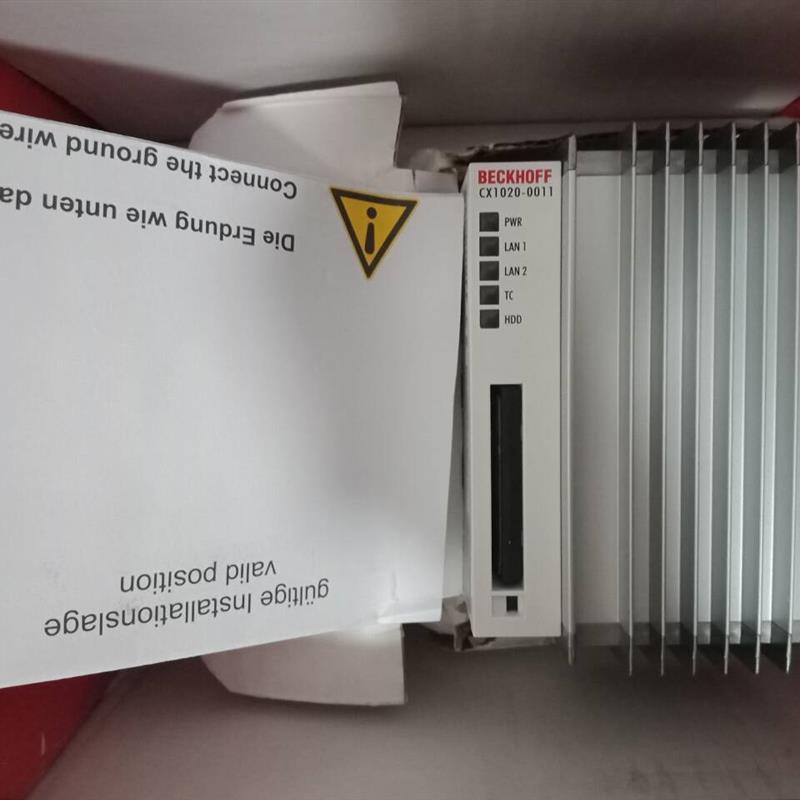 BECKHOFF
CX1020-0011
PWR
LAN 1
LAN 2
TC
HDD
gültige Installationslage
valid position
Die Erdung wie unten
Connect the ground wire